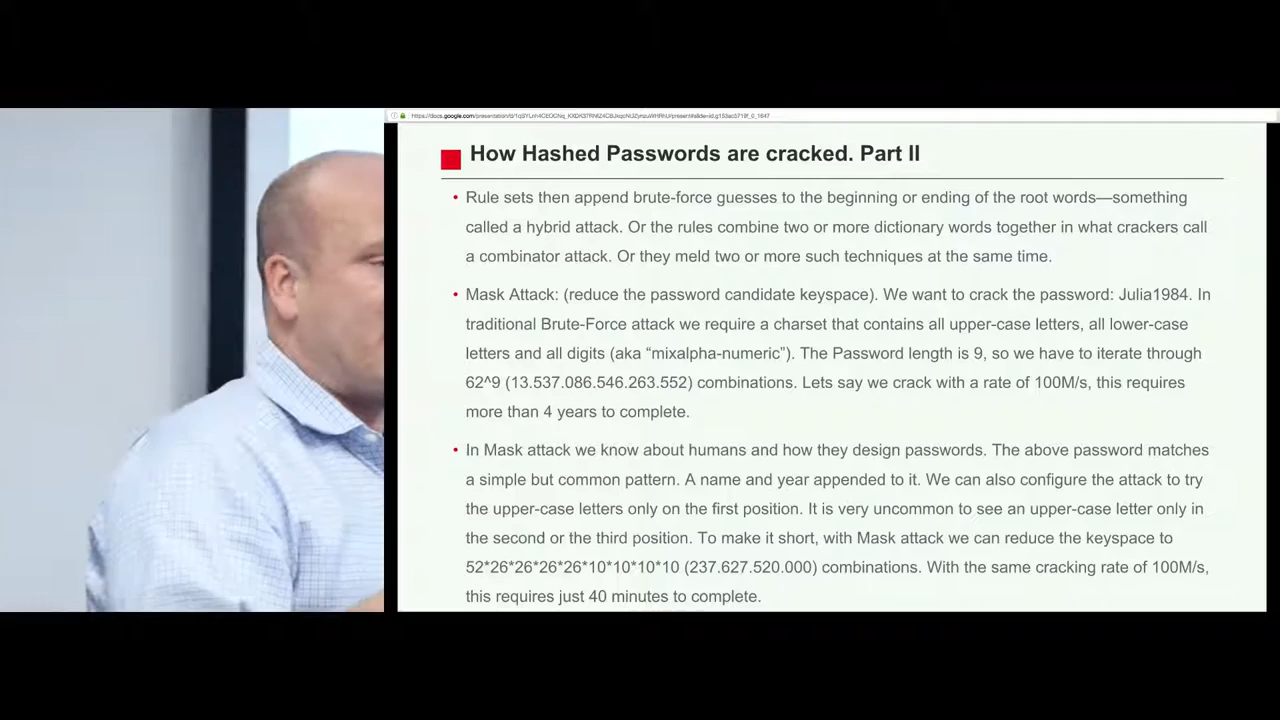 How Hashed Passwords are cracked. Part II
• Rule sets then append brute-force guesses to the beginning or ending of the root words—something
called a hybrid attack. Or the rules combine two or more dictionary words together in what crackers call
a combinator attack. Or they meld two or more such techniques at the same time.
• Mask Attack: (reduce the password candidate keyspace). We want to crack the password: Julia1984. In
traditional Brute-Force attack we require a charset that contains all upper-case letters, all lower-case
letters and all digits (aka “mixalpha-numeric”). The Password length is 9, so we have to iterate through
62^9 (13.537.086.546.263.552) combinations. Lets say we crack with a rate of 100M/s, this requires
more than 4 years to complete.
• In Mask attack we know about humans and how they design passwords. The above password matches
a simple but common pattern. A name and year appended to it. We can also configure the attack to try
the upper-case letters only on the first position. It is very uncommon to see an upper-case letter only in
the second or the third position. To make it short, with Mask attack we can reduce the keyspace to
52*26*26*26*26*10*10*10*10 (237.627.520.000) combinations. With the same cracking rate of 100M/s,
this requires just 40 minutes to complete.